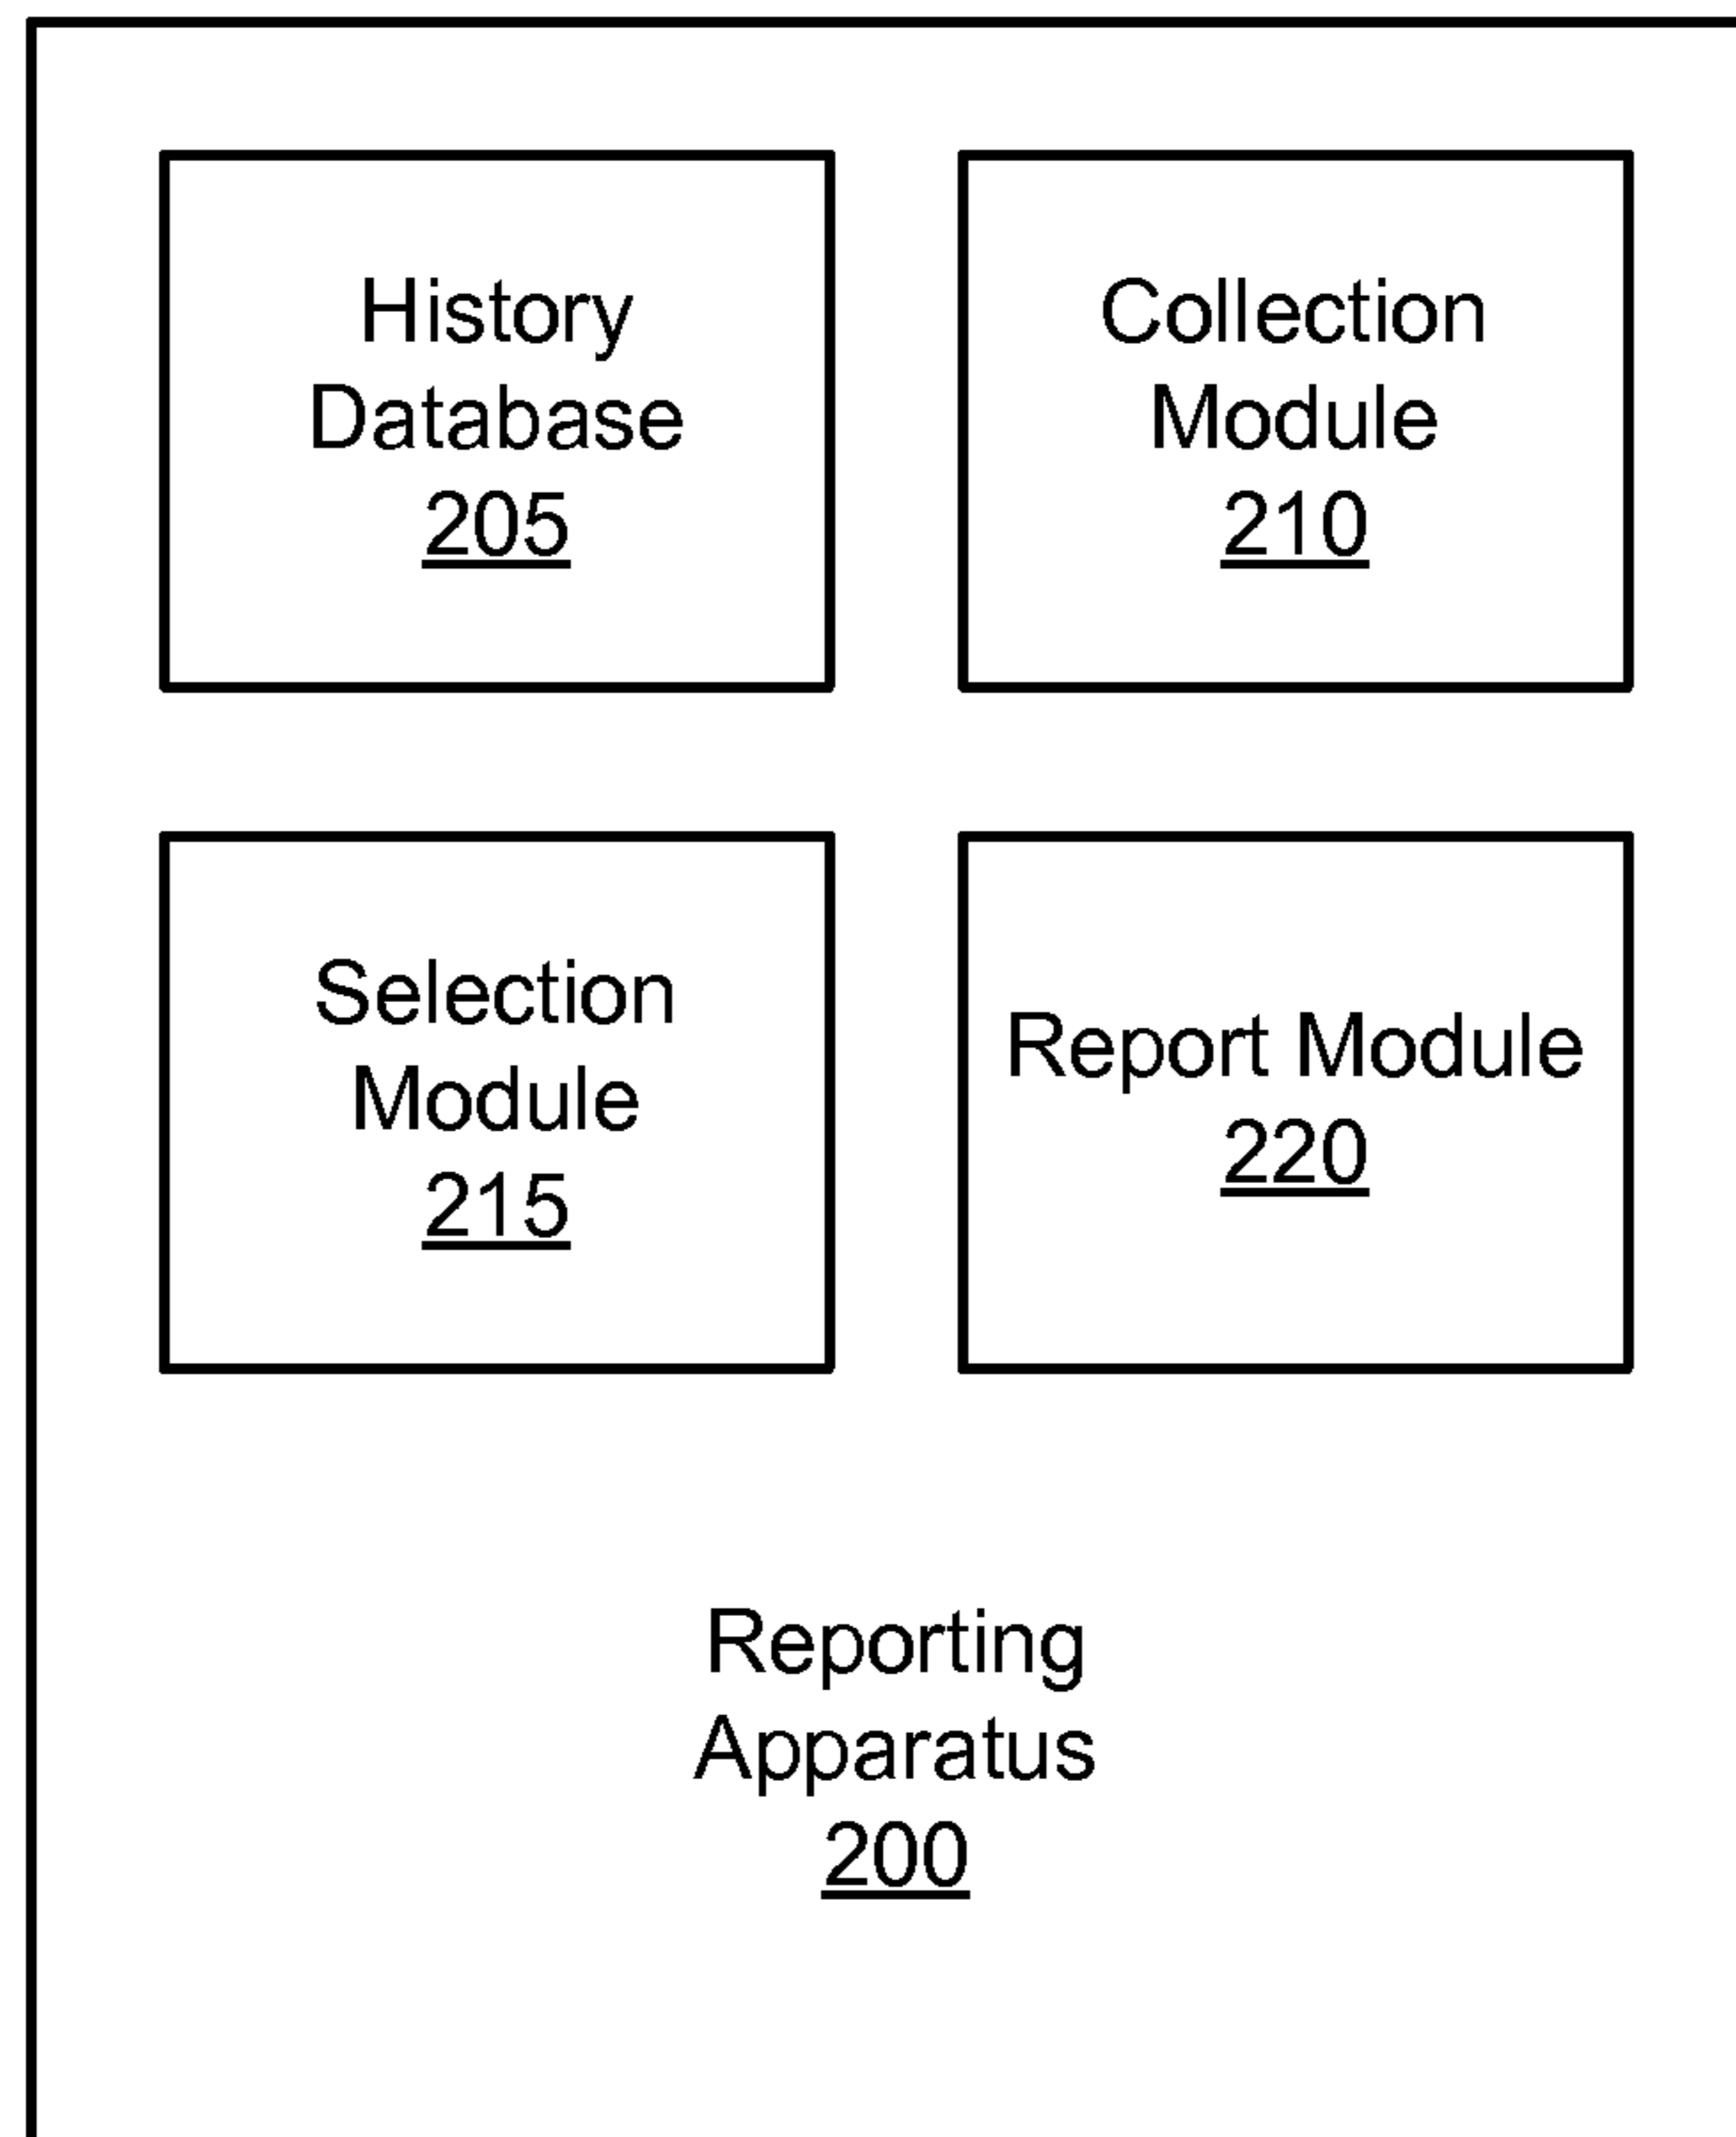 History
Database
205
Collection
Module
210
Selection
Module
215
Report Module
220
Reporting
Apparatus
200